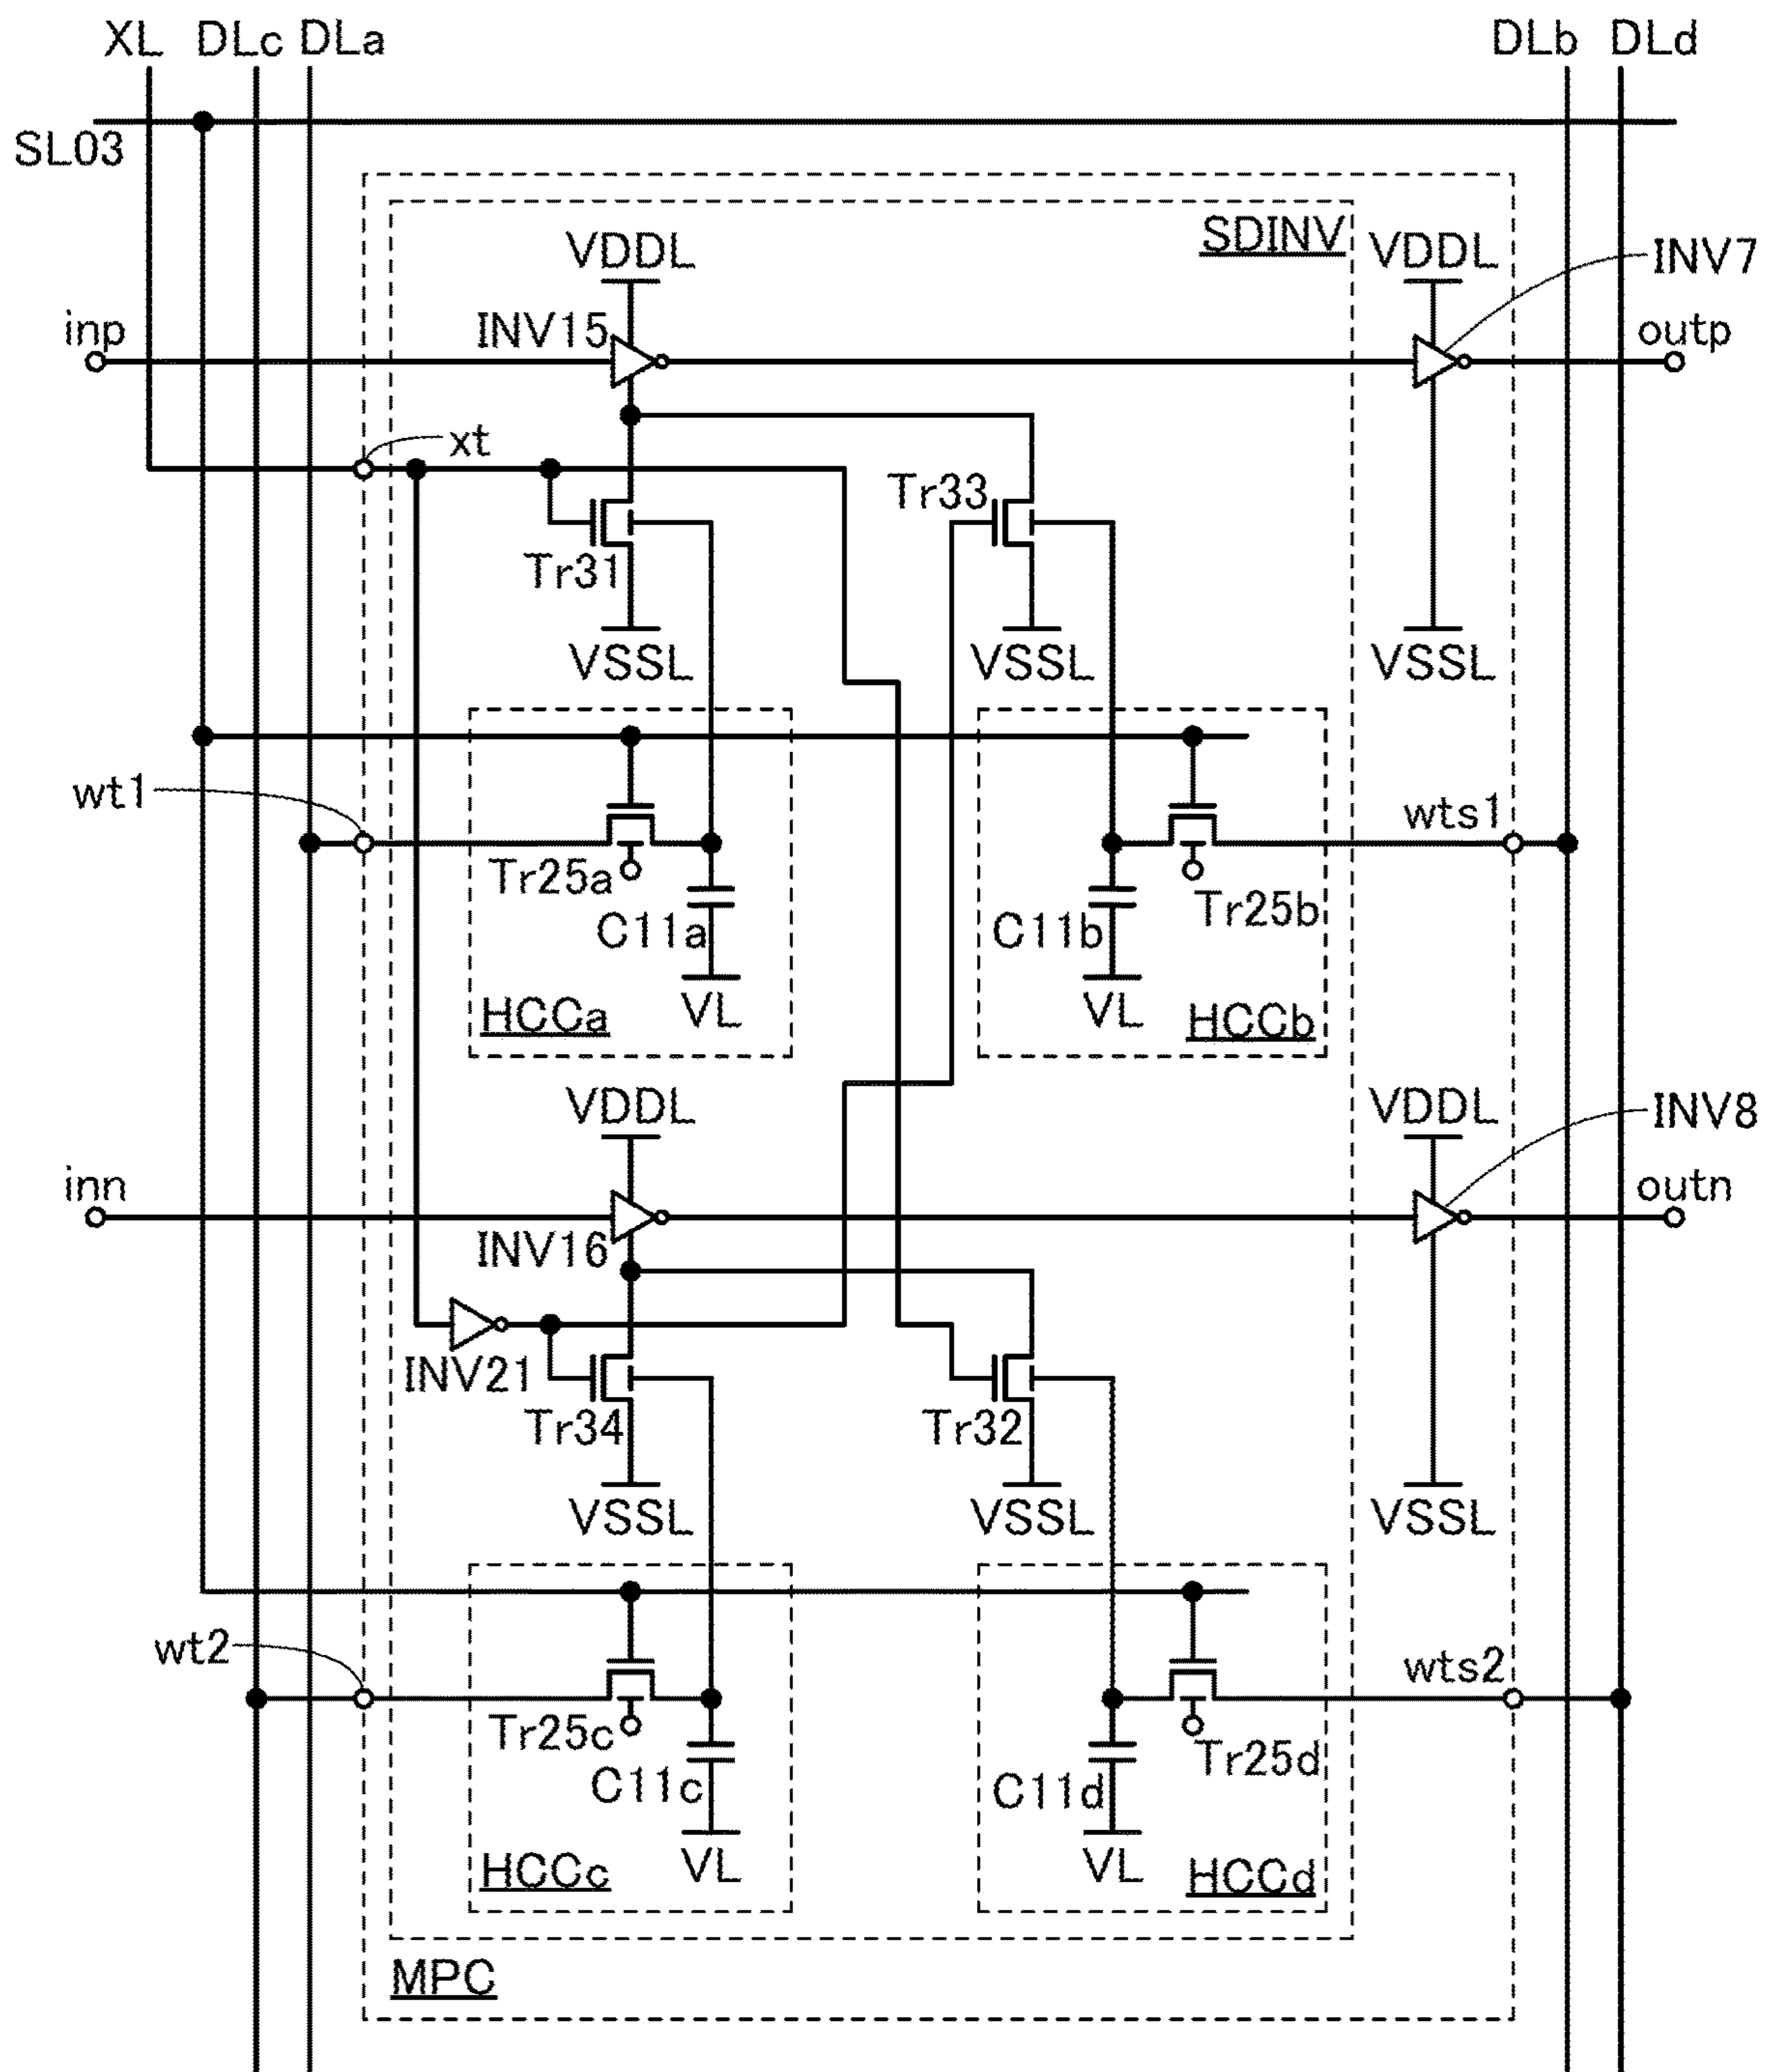 XL DLc DLa DLb DLd
SL03
SDINV
VDDL VDDL INV7
inp INV15 outp
xt
Tr33
Tr31
VSSL VSSL VSSL
wt1 wts1
Tr25a Tr25b
C11a C11b
VL VL
HCCa HCCb
VDDL VDDL INV8
inn outn
INV16
INV21
Tr34 Tr32
VSSL VSSL VSSL
wt2 wts2
Tr25c Tr25d
C11c C11d
VL VL
HCCc HCCd
MPC